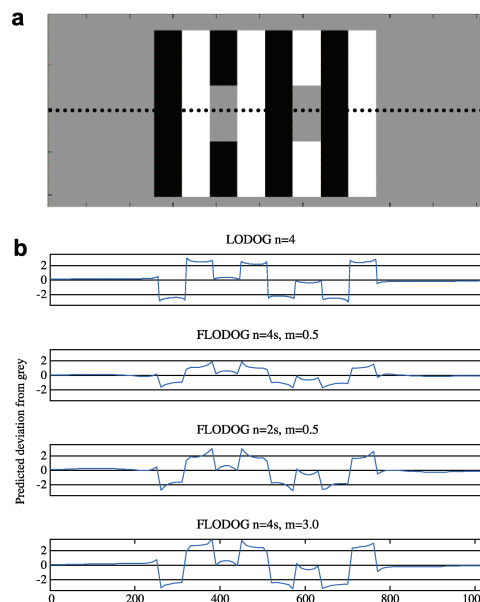 a
b
LODOG n=4
2
0
-2
FLODOG n=4s, m=0.5
2
0
-2
FLODOG n=2s, m=0.5
2
0
-2
FLODOG n=4s, m=3.0
2
0
-2
0 200 400 600 800
Predicted deviation from grey